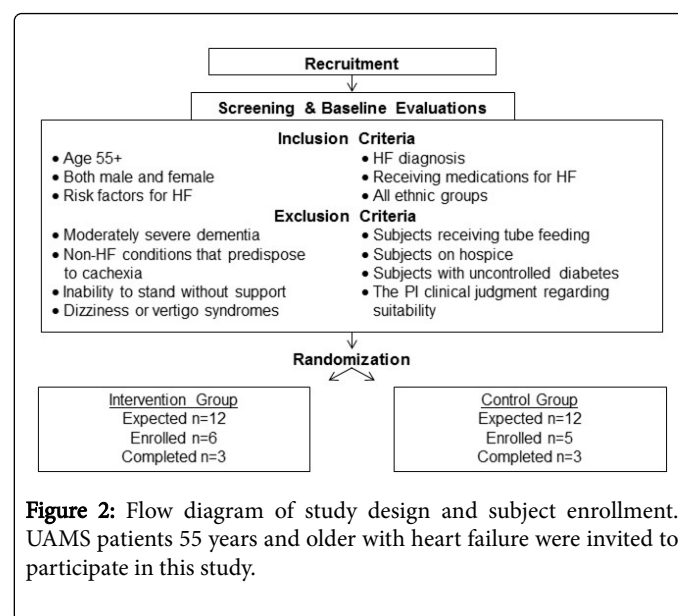 Recruitment
Screening & Baseline Evaluations
Inclusion Criteria
• Age 55+
• Both male and female
• Risk factors for HF
• HF diagnosis
• Receiving medications for HF
• All ethnic groups
Exclusion Criteria
• Moderately severe dementia
• Non-HF conditions that predispose
to cachexia
• Inability to stand without support
• Dizziness or vertigo syndromes
• Subjects receiving tube feeding
• Subjects on hospice
• Subjects with uncontrolled diabetes
• The PI clinical judgment regarding
suitability
Randomization
Intervention Group
Expected n=12
Enrolled n=6
Completed n=3
Control Group
Expected n=12
Enrolled n=5
Completed n=3
Figure 2: Flow diagram of study design and subject enrollment.
UAMS patients 55 years and older with heart failure were invited to
participate in this study.